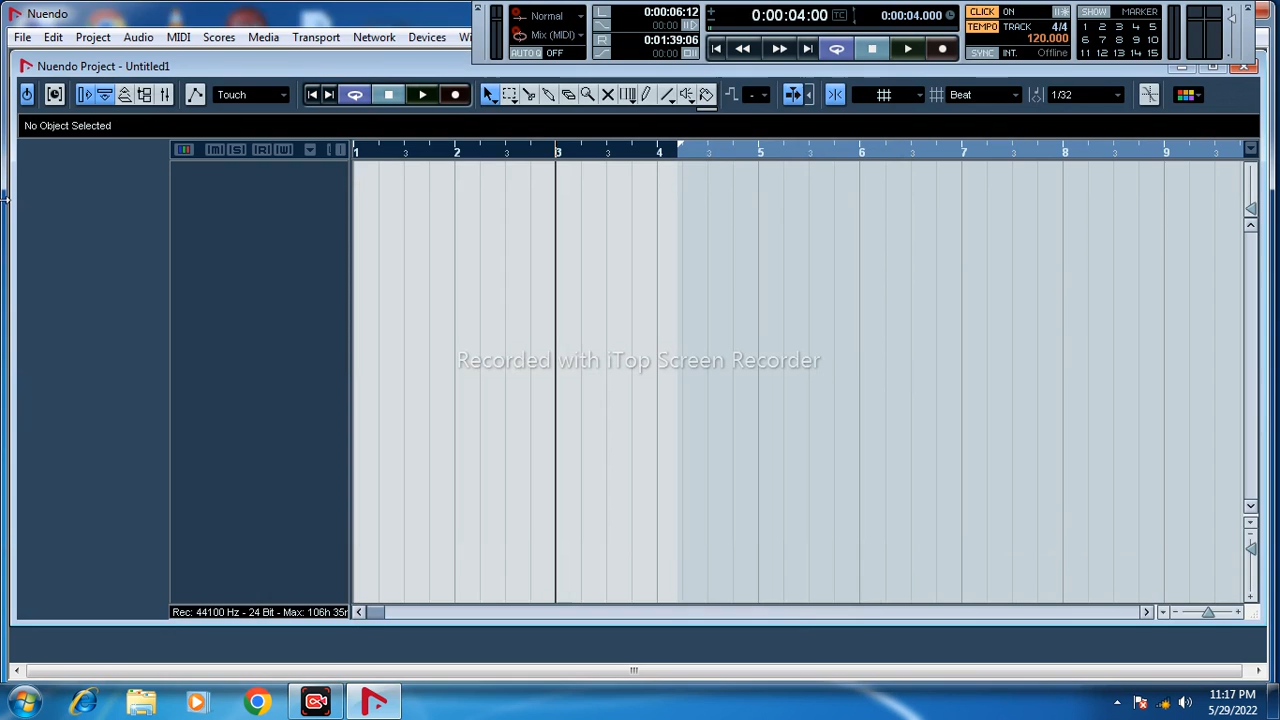 Nuendo
File Edit Project Audio MIDI Scores Media Transport Network Devices
Normal
Mix (MIDI)
AUTO Q OFF
L 0:00:06:12
00:00
R 0:01:39:06
00:00
0:00:04:00 TC 0:00:04.000
CLICK ON
TEMPO TRACK 4/4
120.000
SYNC INT. Offline
SHOW MARKER
1 2 3 4 5
6 7 8 9 10
11 12 13 14 15
Nuendo Project - Untitled1
Touch
Beat
1/32
No Object Selected
[M] [S] [R] [W]
1 3 2 3 3 3 4 3 5 3 6 3 7 3 8 3 9 3
Recorded with iTop Screen Recorder
Rec: 44100 Hz - 24 Bit - Max: 106h
11:17 PM
5/29/2022